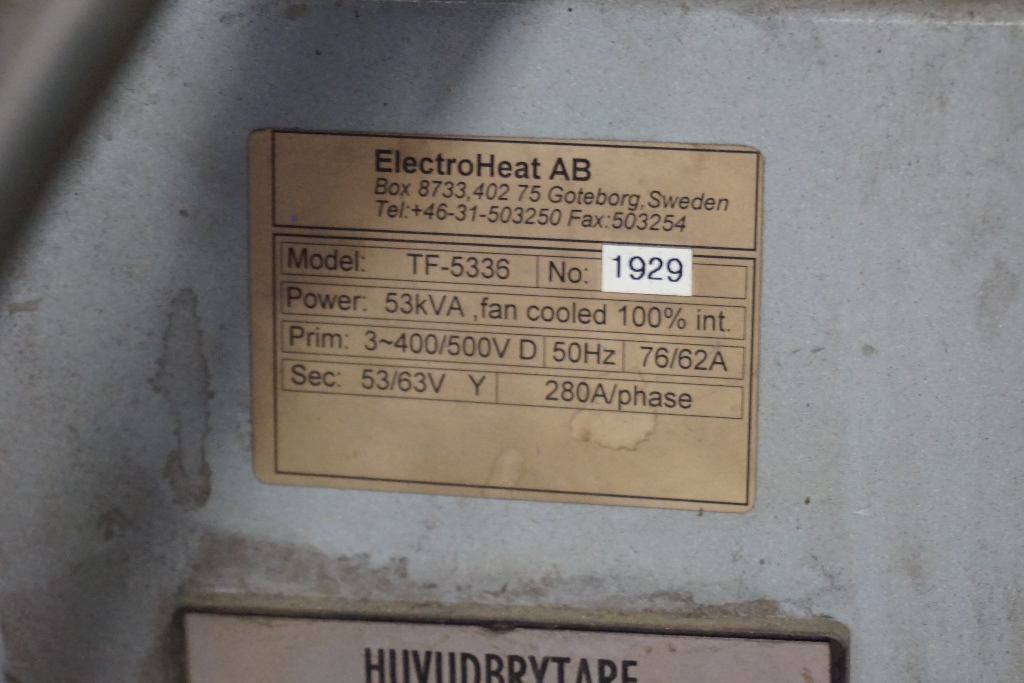 ElectroHeat AB
Box 8733,402 75 Goteborg,Sweden
Tel:+46-31-503250 Fax:503254
Model: TF-5336 No: 1929
Power: 53kVA ,fan cooled 100% int.
Prim: 3~400/500V D 50Hz 76/62A
Sec: 53/63V Y 280A/phase
HUVUDBRYTARE